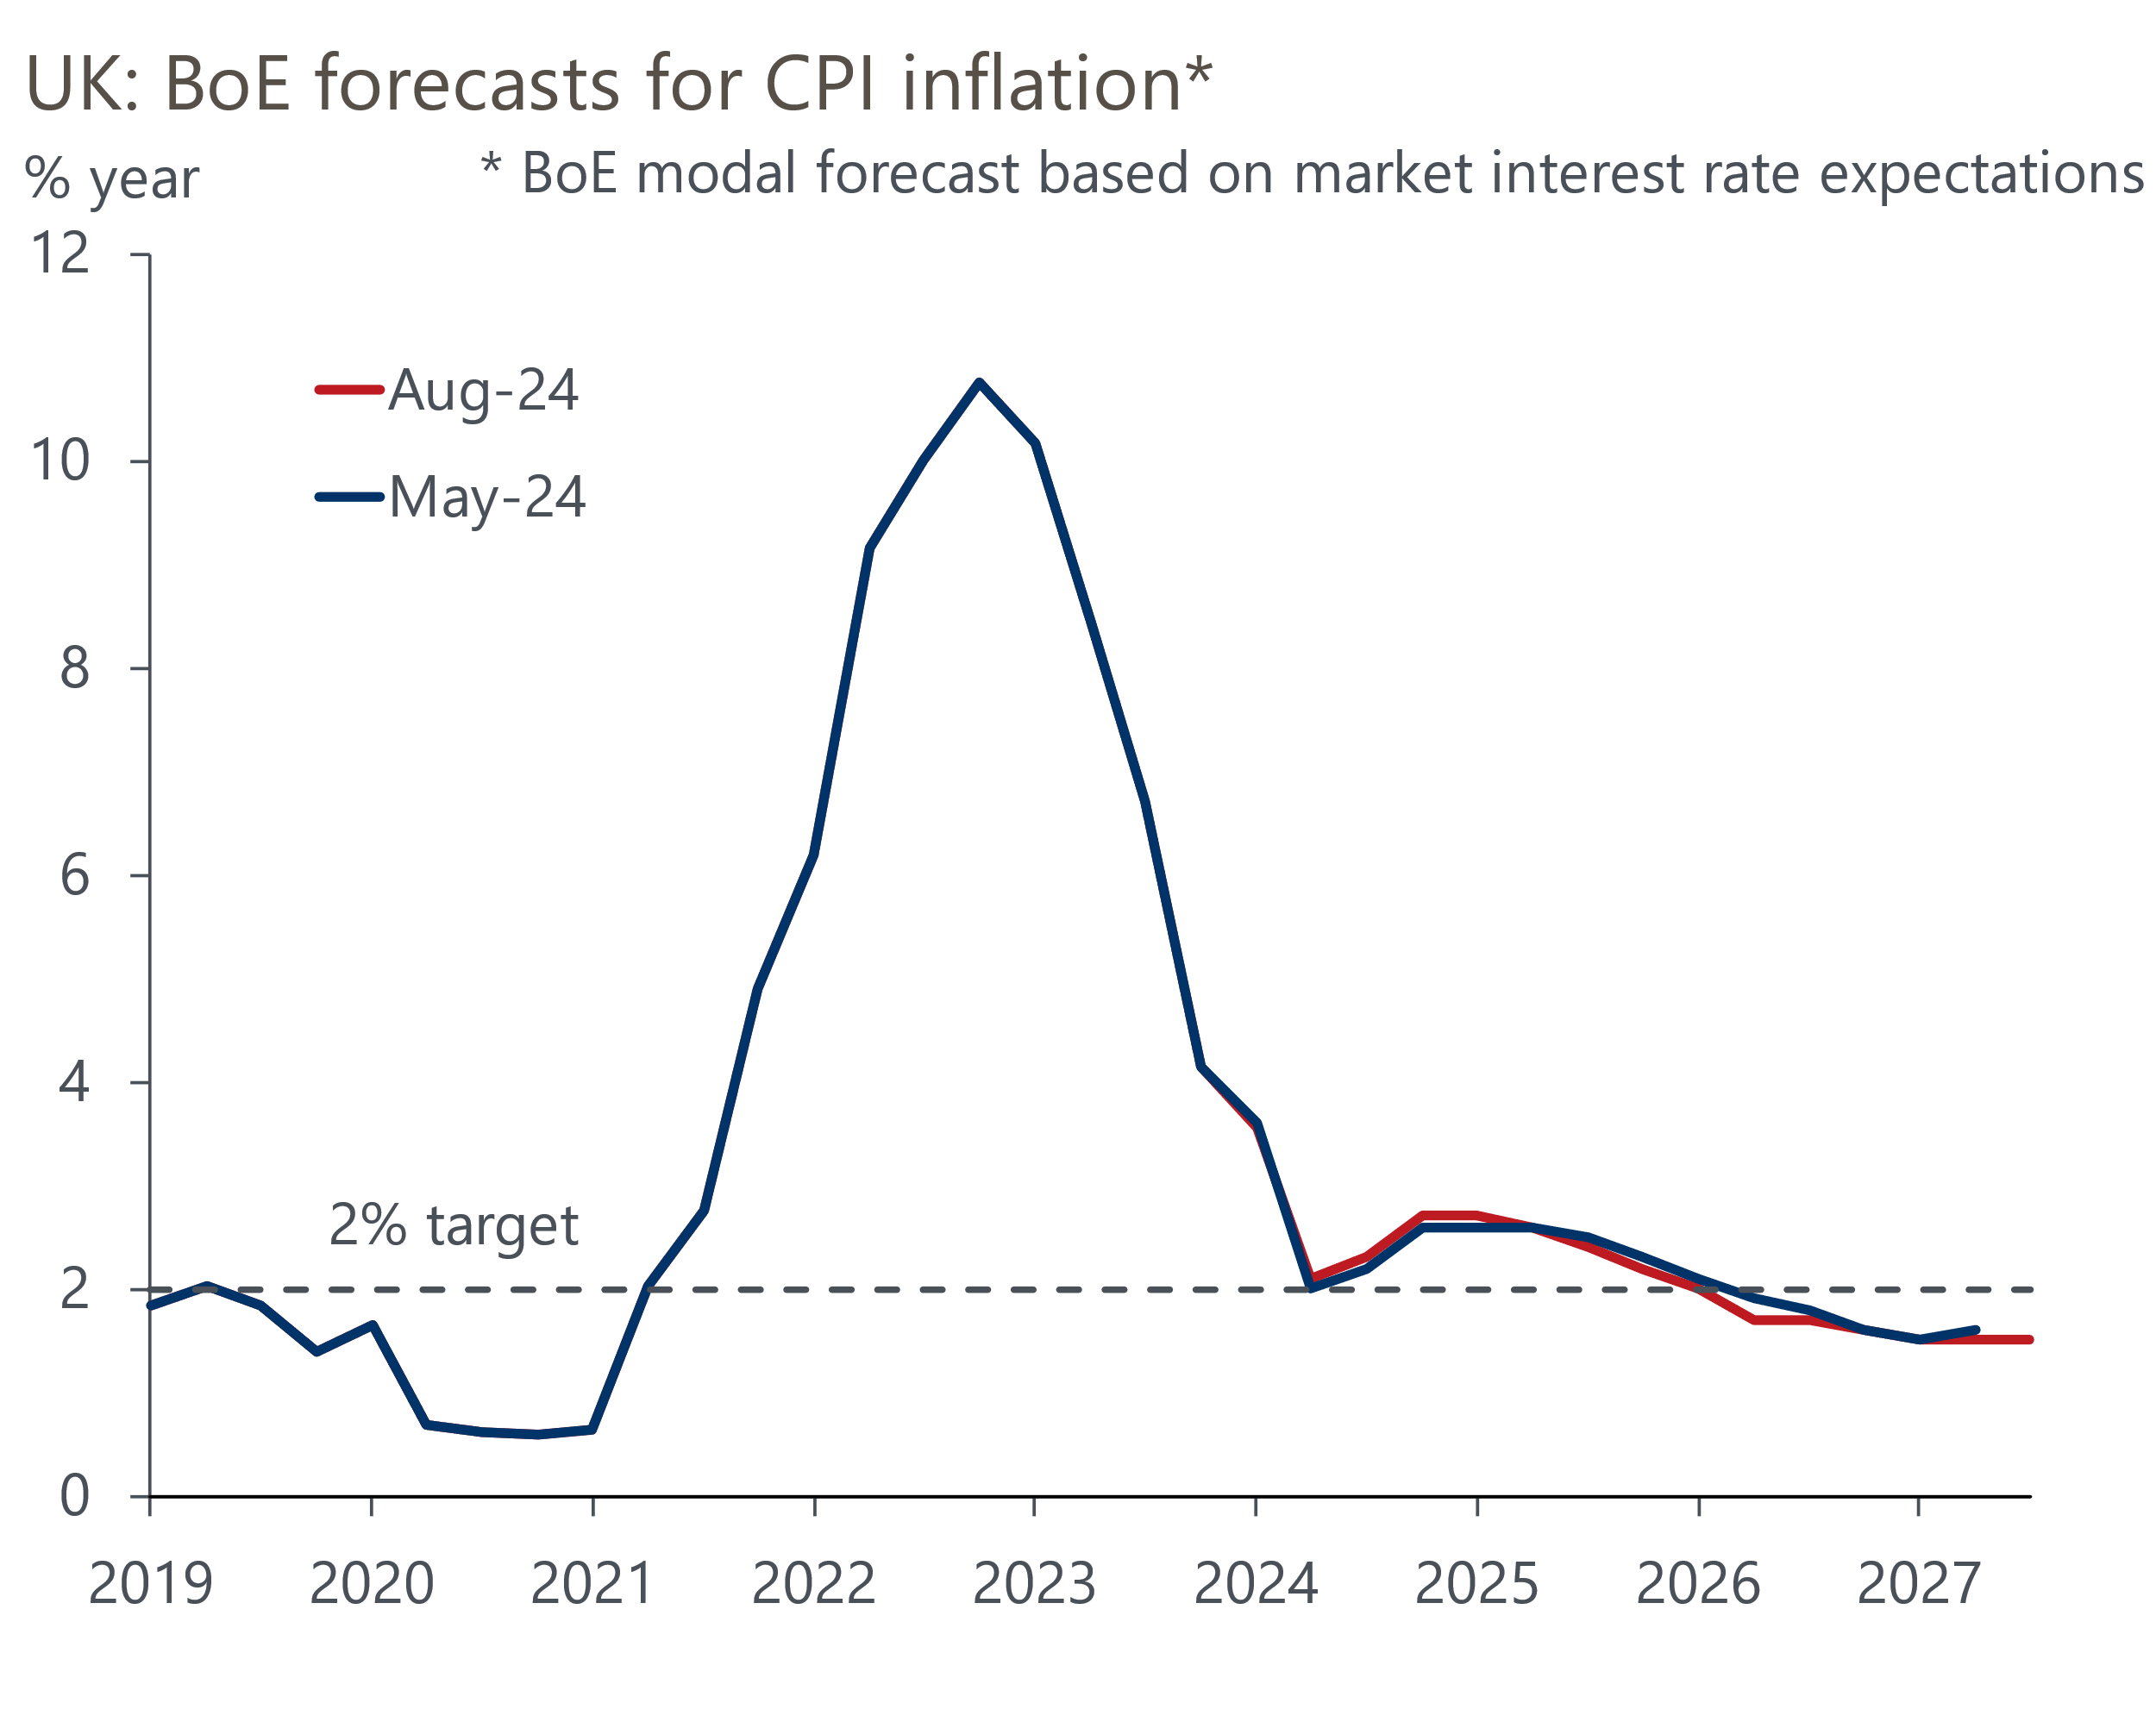 UK: BoE forecasts for CPI inflation*
% year
* BoE modal forecast based on market interest rate expectations
12
Aug-24
10
May-24
8
6
4
2% target
2
0
2019 2020 2021 2022 2023 2024 2025 2026 2027